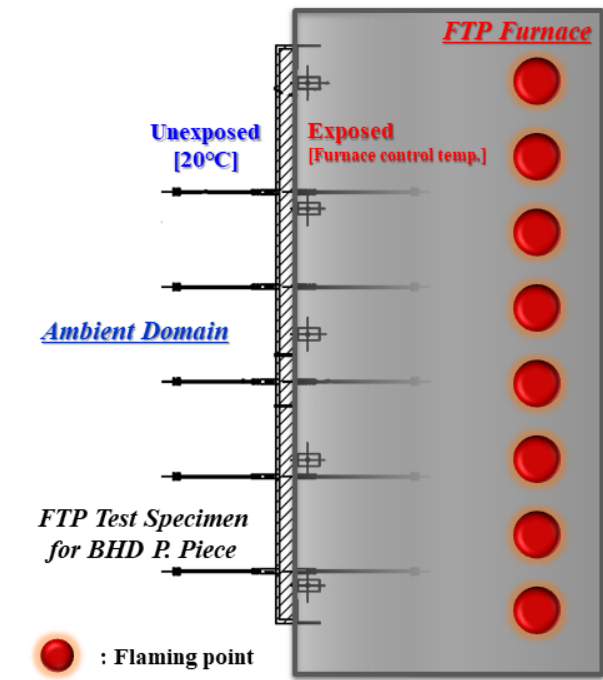 FTP Furnace
Unexposed
[20℃]
Exposed
[Furnace control temp.]
Ambient Domain
FTP Test Specimen
for BHD P. Piece
: Flaming point